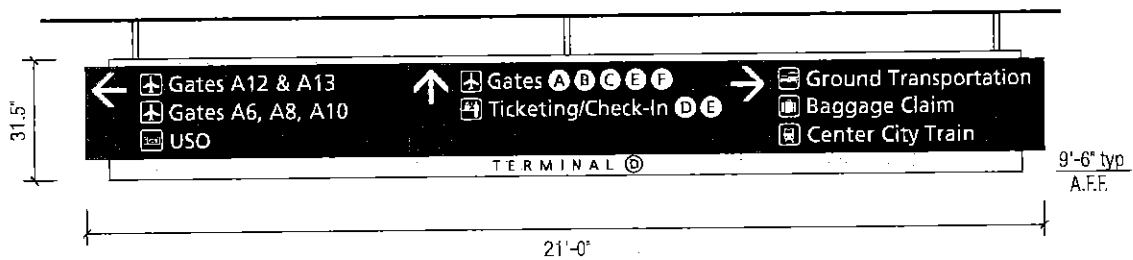 Gates A12 & A13
Gates A6, A8, A10
USO
Gates A B C E F
Ticketing/Check-In D E
Ground Transportation
Baggage Claim
Center City Train
TERMINAL D
31.5"
9'-6" typ
A.F.F.
21'-0"